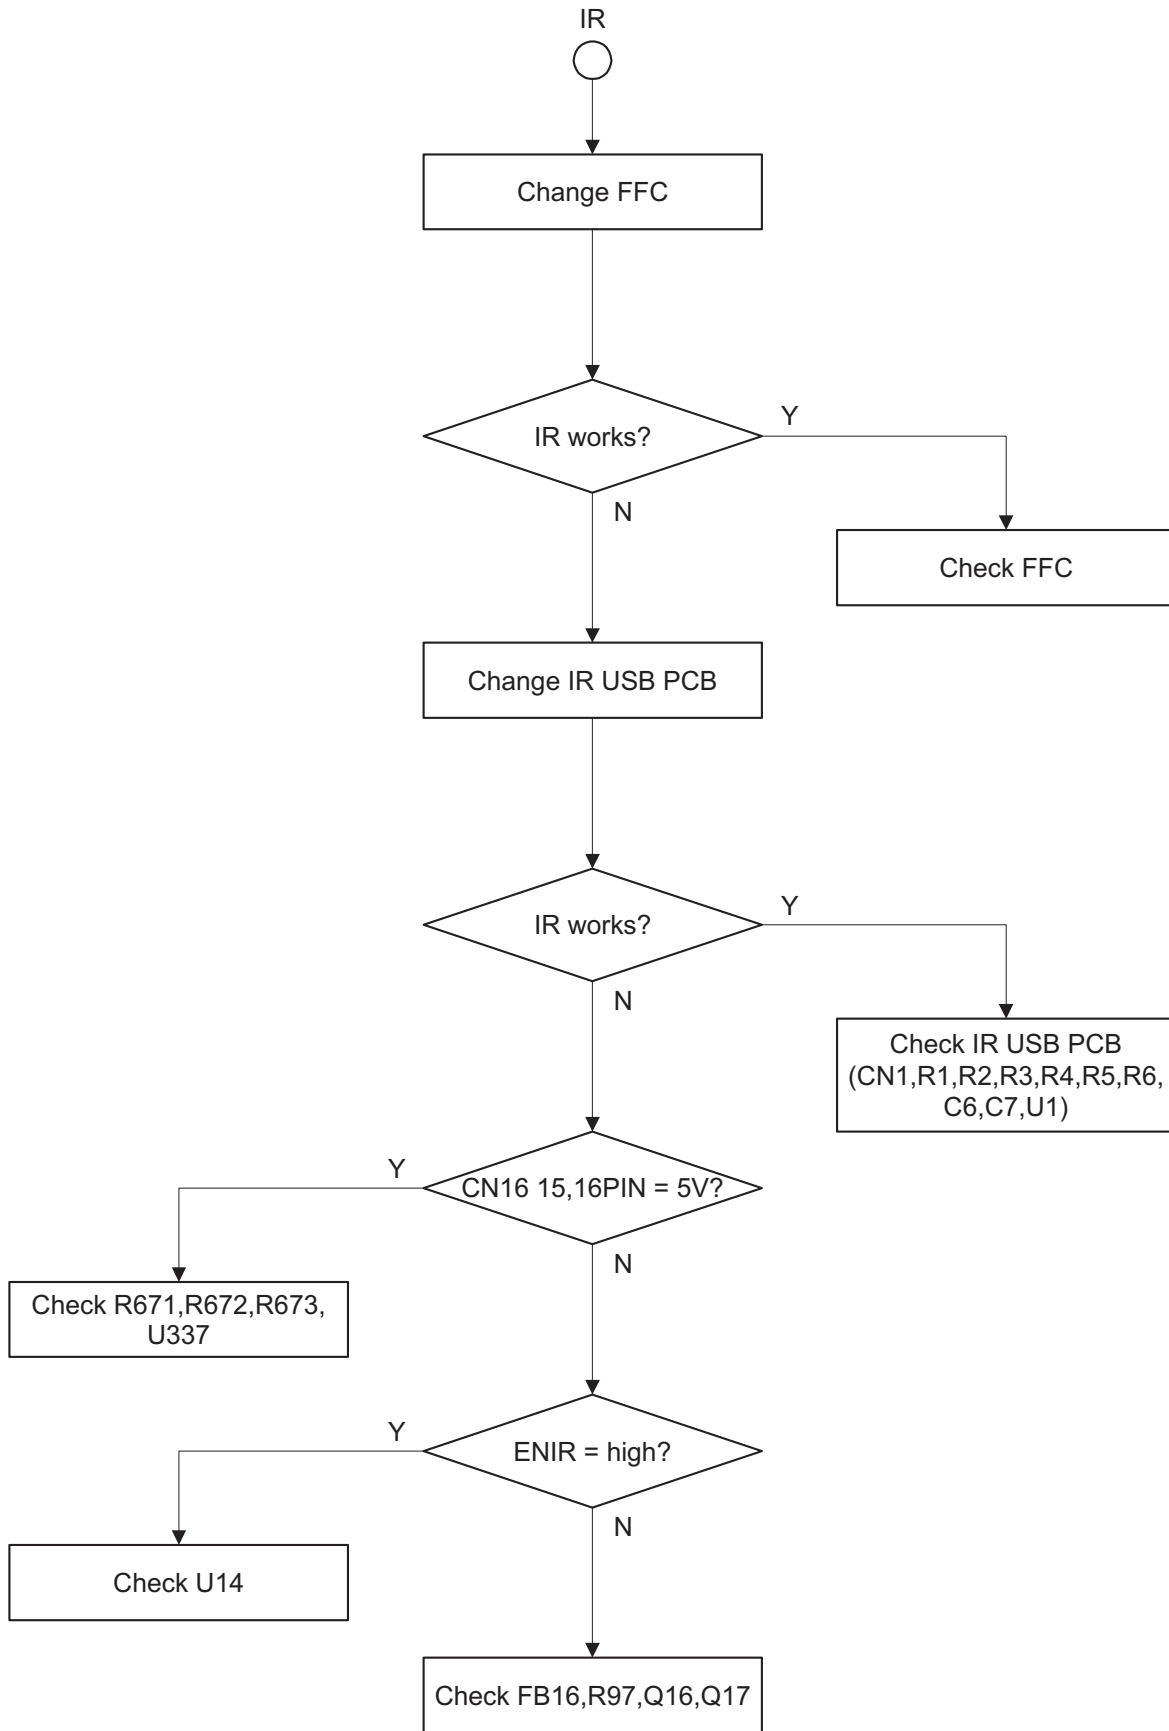 IR
Change FFC
IR works?
Y
N
Check FFC
Change IR USB PCB
IR works?
Y
N
Check IR USB PCB
(CN1,R1,R2,R3,R4,R5,R6,
C6,C7,U1)
Y
CN16 15,16PIN = 5V?
N
Check R671,R672,R673,
U337
Y
ENIR = high?
N
Check U14
Check FB16,R97,Q16,Q17